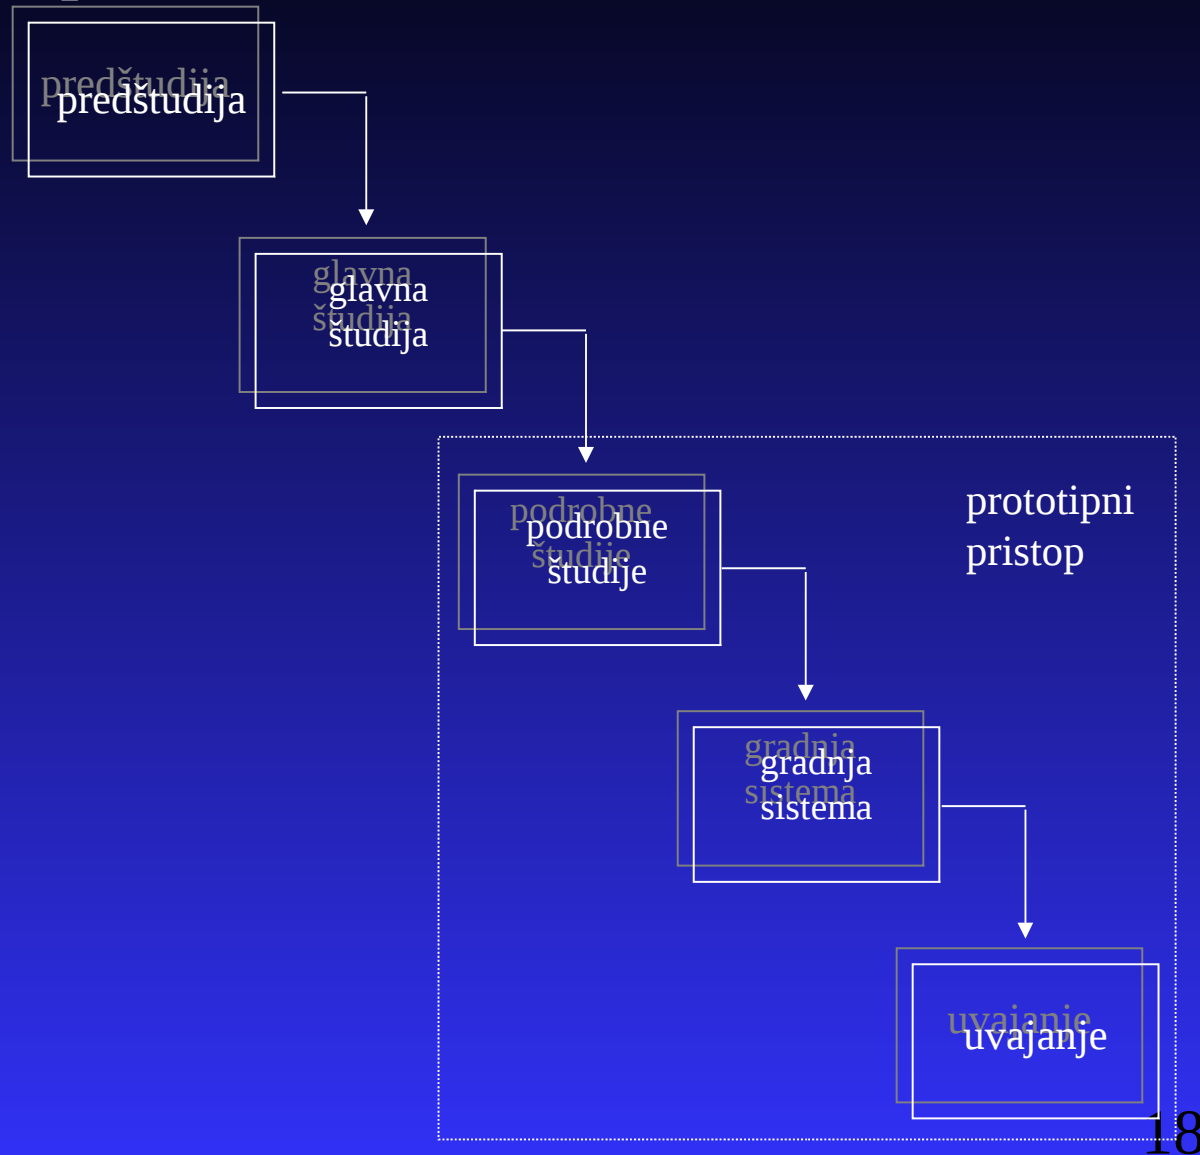 predštudija
glavna
študija
prototipni
pristop
podrobne
študije
gradnja
sistema
uvajanje
18